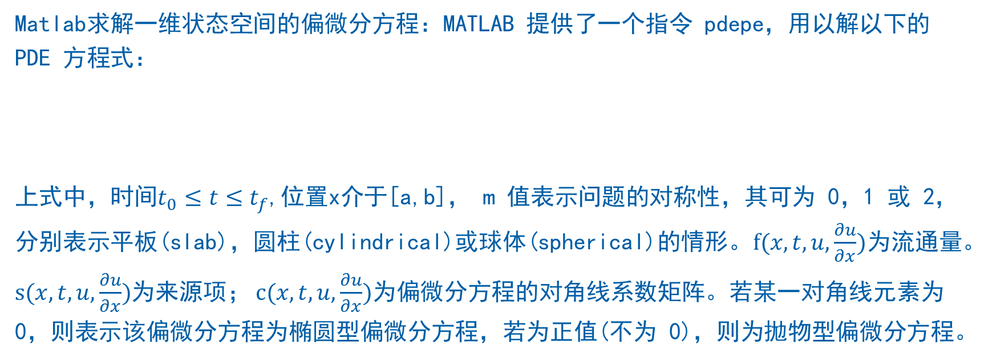 Matlab求解一维状态空间的偏微分方程：MATLAB 提供了一个指令 pdepe，用以解以下的
PDE 方程式：
上式中，时间$t_0 \leq t \leq t_f$,位置x介于[a,b]， m 值表示问题的对称性，其可为 0，1 或 2，
分别表示平板(slab)，圆柱(cylindrical)或球体(spherical)的情形。f$(x,t,u,\frac{\partial u}{\partial x})$为流通量。
s$(x,t,u,\frac{\partial u}{\partial x})$为来源项； c$(x,t,u,\frac{\partial u}{\partial x})$为偏微分方程的对角线系数矩阵。若某一对角线元素为
0，则表示该偏微分方程为椭圆型偏微分方程，若为正值(不为 0)，则为拋物型偏微分方程。